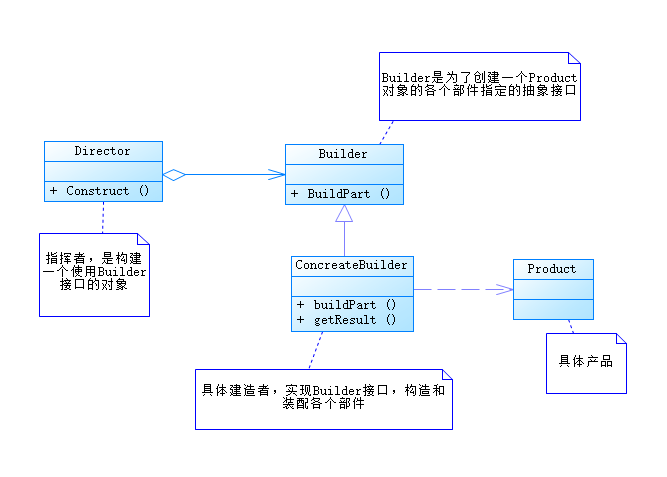 Builder是为了创建一个Product
对象的各个部件指定的抽象接口
Director
+ Construct ()
Builder
+ BuildPart ()
指挥者，是构建
一个使用Builder
接口的对象
ConcreateBuilder
+ buildPart ()
+ getResult ()
Product
具体产品
具体建造者，实现Builder接口，构造和
装配各个部件